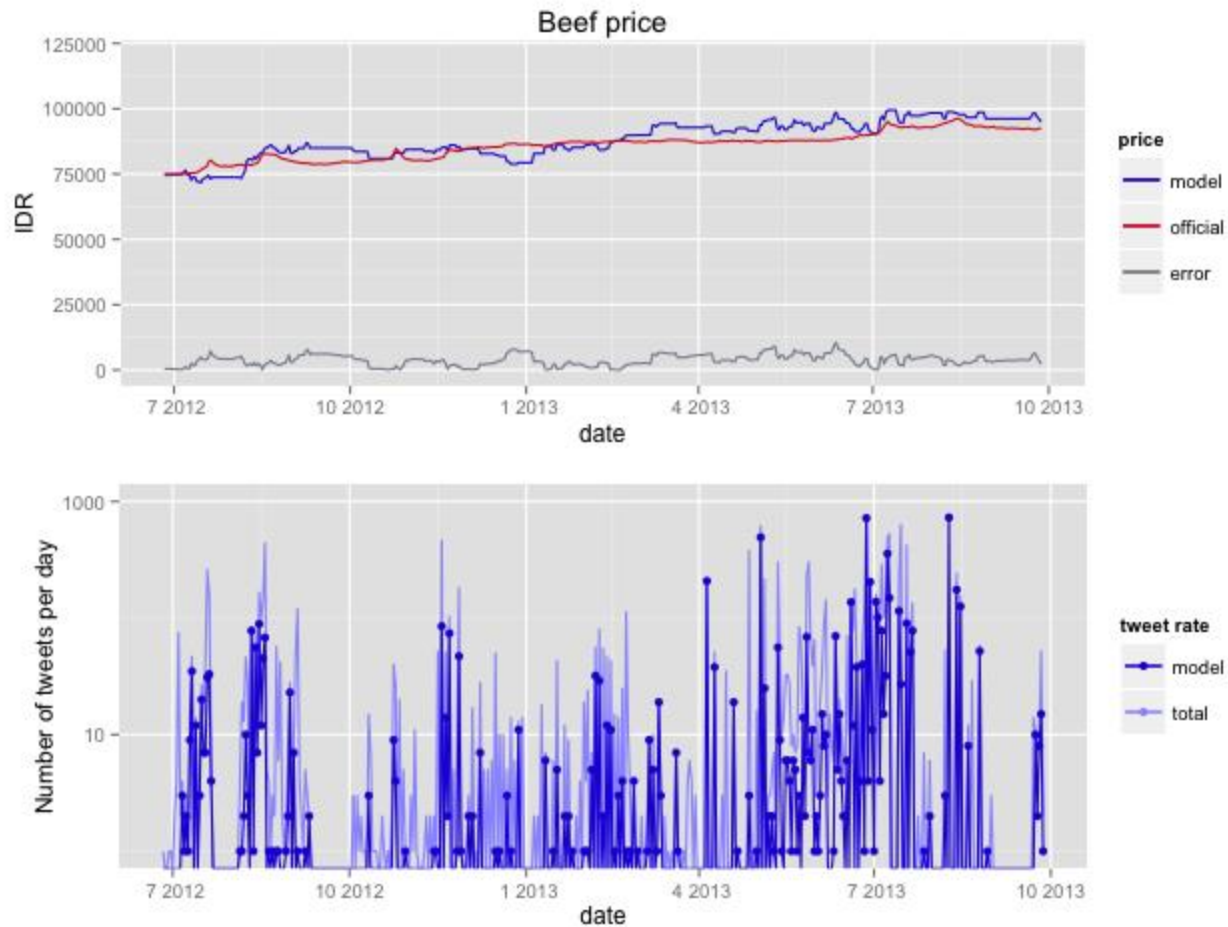 Beef price
125000
100000
75000
50000
25000
0
IDR
7 2012
10 2012
1 2013
4 2013
7 2013
10 2013
date
price
model
official
error
1000
10
Number of tweets per day
7 2012
10 2012
1 2013
4 2013
7 2013
10 2013
date
tweet rate
model
total